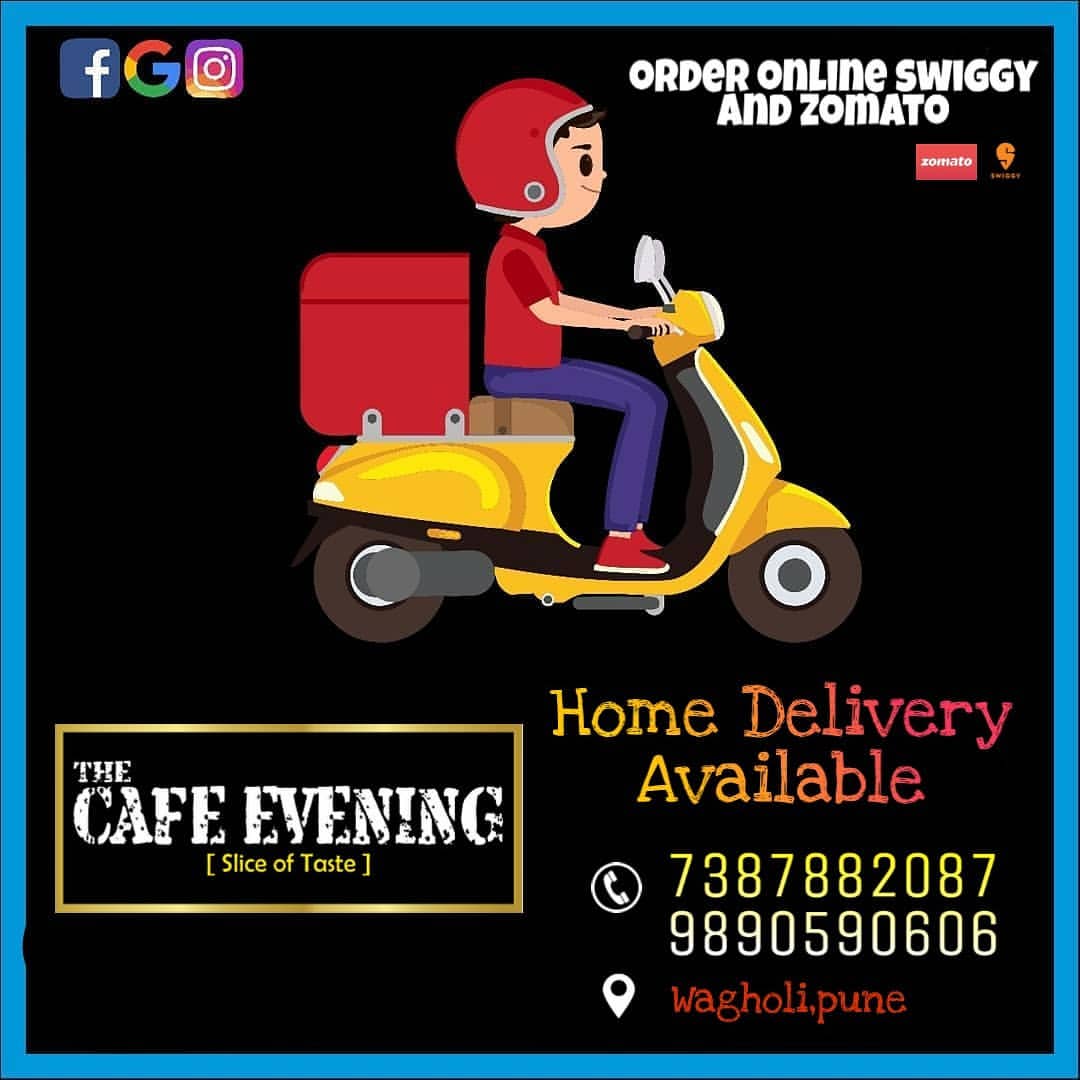 ORDER ONLINE SWIGGY
AND ZOMATO
zomato
SWIGGY
Home Delivery
Available
THE
CAFE EVENING
[ Slice of Taste ]
7387882087
9890590606
wagholi,pune